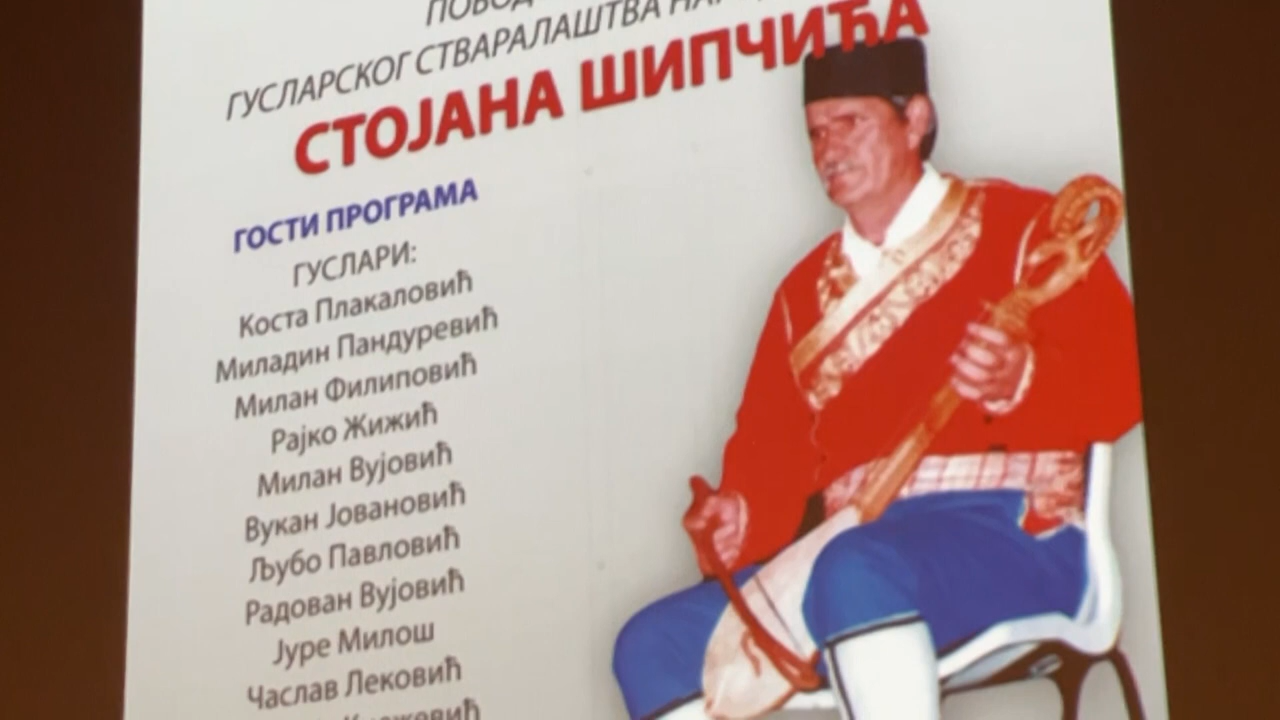 ПОВОД
ГУСЛАРСКОГ СТВАРАЛАШТВА
СТОЈАНА ШИПЧИЋА
ГОСТИ ПРОГРАМА
ГУСЛАРИ:
Коста Плакаловић
Миладин Пандуревић
Милан Филиповић
Рајко Жижић
Милан Вујовић
Вукан Јовановић
Љубо Павловић
Радован Вујовић
Јуре Милош
Часлав Лековић